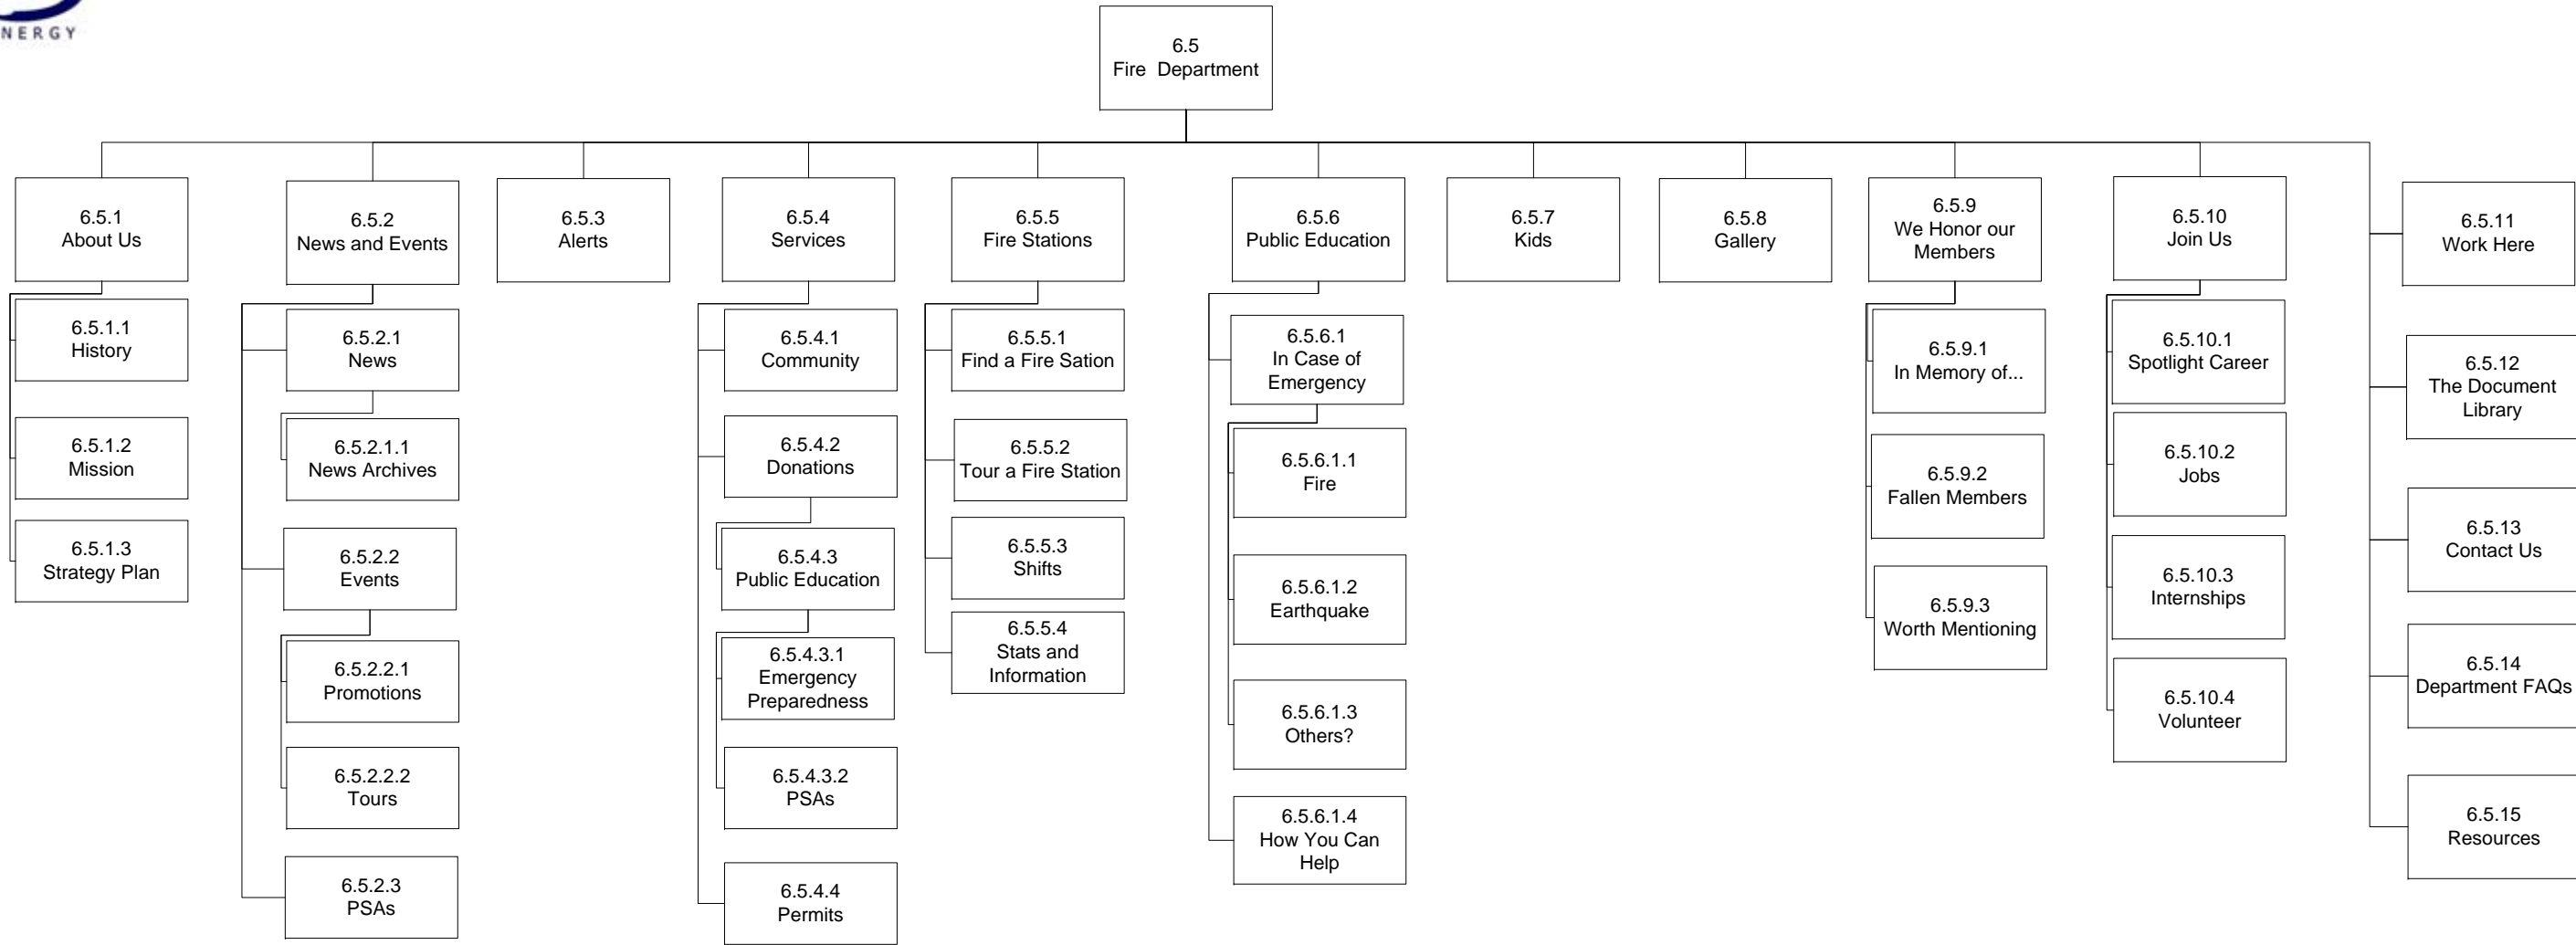 NERGY
6.5
Fire Department
6.5.1
About Us
6.5.1.1
History
6.5.1.2
Mission
6.5.1.3
Strategy Plan
6.5.2
News and Events
6.5.2.1
News
6.5.2.1.1
News Archives
6.5.2.2
Events
6.5.2.2.1
Promotions
6.5.2.2.2
Tours
6.5.2.3
PSAs
6.5.3
Alerts
6.5.4
Services
6.5.4.1
Community
6.5.4.2
Donations
6.5.4.3
Public Education
6.5.4.3.1
Emergency
Preparedness
6.5.4.3.2
PSAs
6.5.4.4
Permits
6.5.5
Fire Stations
6.5.5.1
Find a Fire Sation
6.5.5.2
Tour a Fire Station
6.5.5.3
Shifts
6.5.5.4
Stats and
Information
6.5.6
Public Education
6.5.6.1
In Case of
Emergency
6.5.6.1.1
Fire
6.5.6.1.2
Earthquake
6.5.6.1.3
Others?
6.5.6.1.4
How You Can
Help
6.5.7
Kids
6.5.8
Gallery
6.5.9
We Honor our
Members
6.5.9.1
In Memory of...
6.5.9.2
Fallen Members
6.5.9.3
Worth Mentioning
6.5.10
Join Us
6.5.10.1
Spotlight Career
6.5.10.2
Jobs
6.5.10.3
Internships
6.5.10.4
Volunteer
6.5.11
Work Here
6.5.12
The Document
Library
6.5.13
Contact Us
6.5.14
Department FAQs
6.5.15
Resources